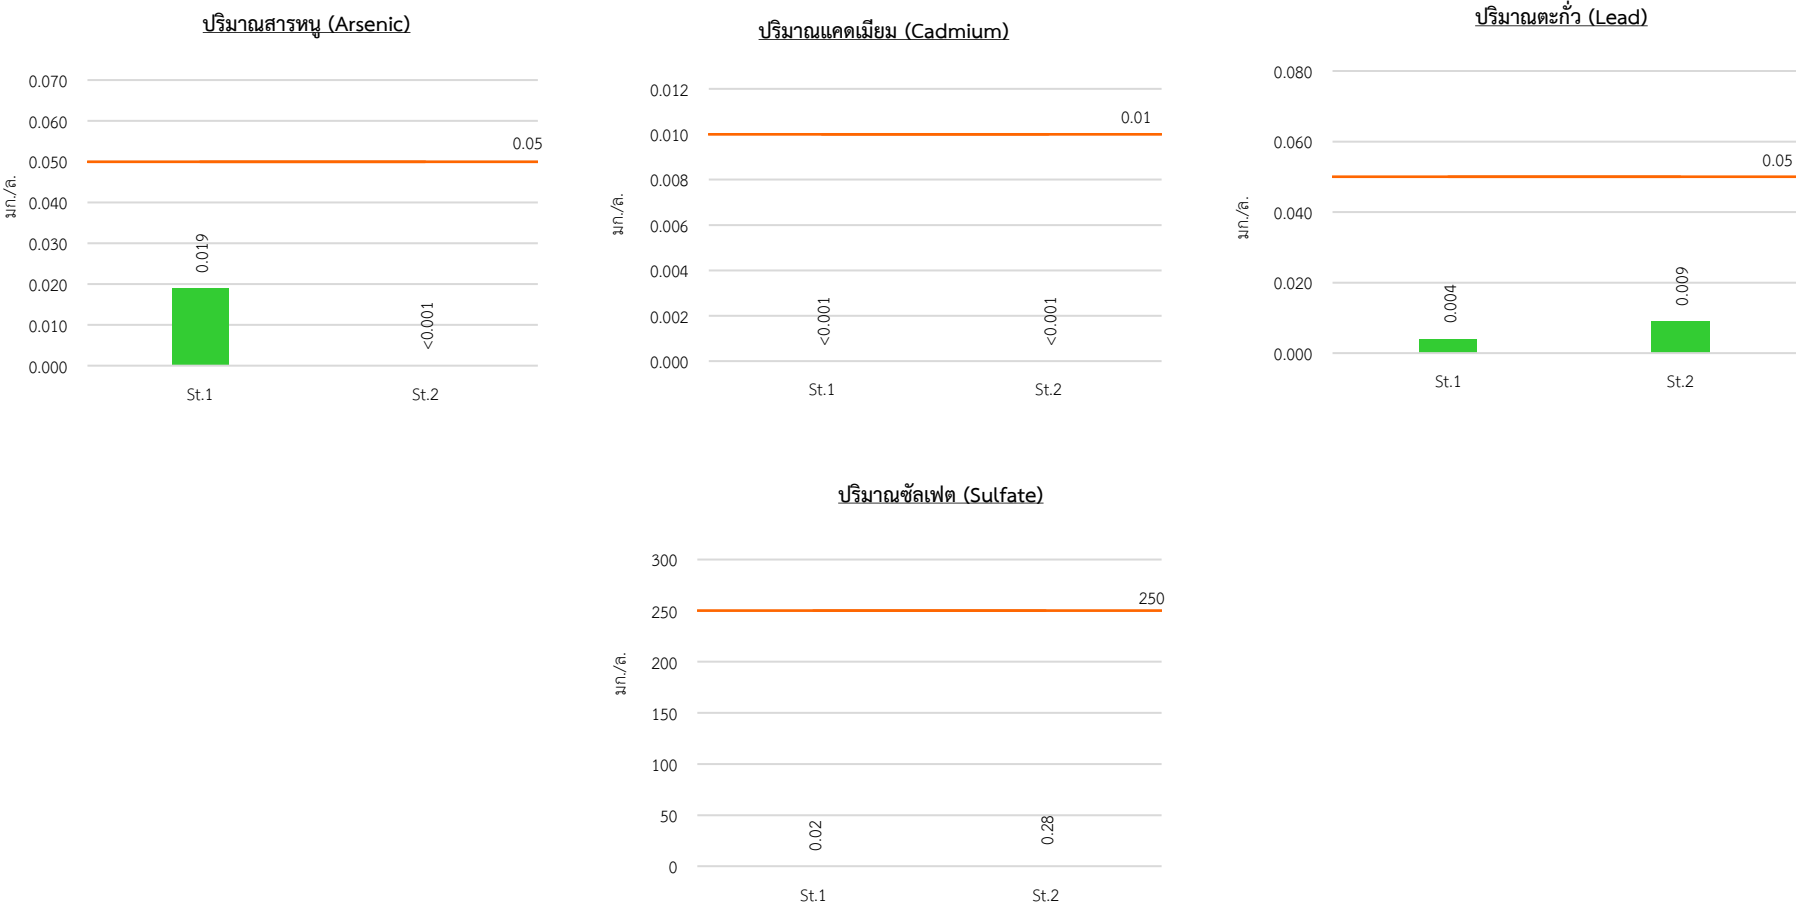 ปริมาณสารหนู (Arsenic)
0.070
0.060
0.050
0.040
0.030
0.020
0.010
0.000
มก./ล.
0.05
0.019
<0.001
St.1
St.2
ปริมาณแคดเมียม (Cadmium)
0.012
0.010
0.008
0.006
0.004
0.002
0.000
มก./ล.
0.01
<0.001
<0.001
St.1
St.2
ปริมาณตะกั่ว (Lead)
0.080
0.060
0.040
0.020
0.000
มก./ล.
0.05
0.004
0.009
St.1
St.2
ปริมาณซัลเฟต (Sulfate)
300
250
200
150
100
50
0
มก./ล.
250
0.02
0.28
St.1
St.2